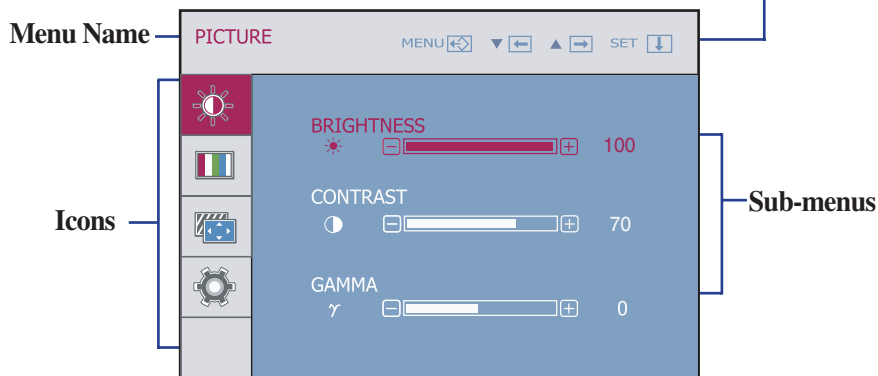 Menu Name
PICTURE
MENU ▼ ▲ SET
BRIGHTNESS
100
CONTRAST
70
Sub-menus
Icons
GAMMA
γ
0